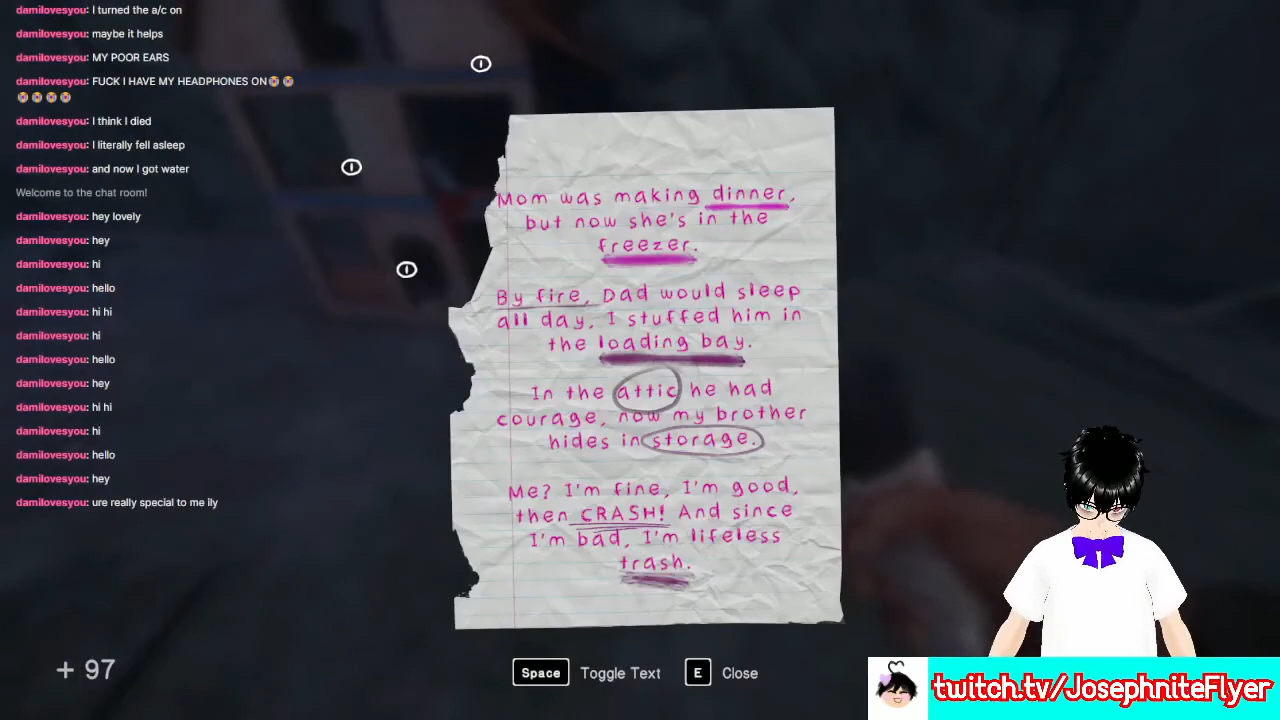 damilovesyou: I turned the a/c on
damilovesyou: maybe it helps
damilovesyou: MY POOR EARS
damilovesyou: FUCK I HAVE MY HEADPHONES ON😭😭
😭😭😭😭
damilovesyou: I think I died
damilovesyou: I literally fell asleep
damilovesyou: and now I got water
Welcome to the chat room!
damilovesyou: hey lovely
damilovesyou: hey
damilovesyou: hi
damilovesyou: hello
damilovesyou: hi hi
damilovesyou: hi
damilovesyou: hello
damilovesyou: hey
damilovesyou: hi hi
damilovesyou: hi
damilovesyou: hello
damilovesyou: hey
damilovesyou: ure really special to me ily
Mom was making dinner,
but now she's in the
freezer.
By fire, Dad would sleep
all day, I stuffed him in
the loading bay.
In the attic he had
courage, now my brother
hides in storage.
Me? I'm fine, I'm good,
then CRASH! And since
I'm bad, I'm lifeless
trash.
+ 97
Space Toggle Text E Close
twitch.tv/JosephniteFlyer